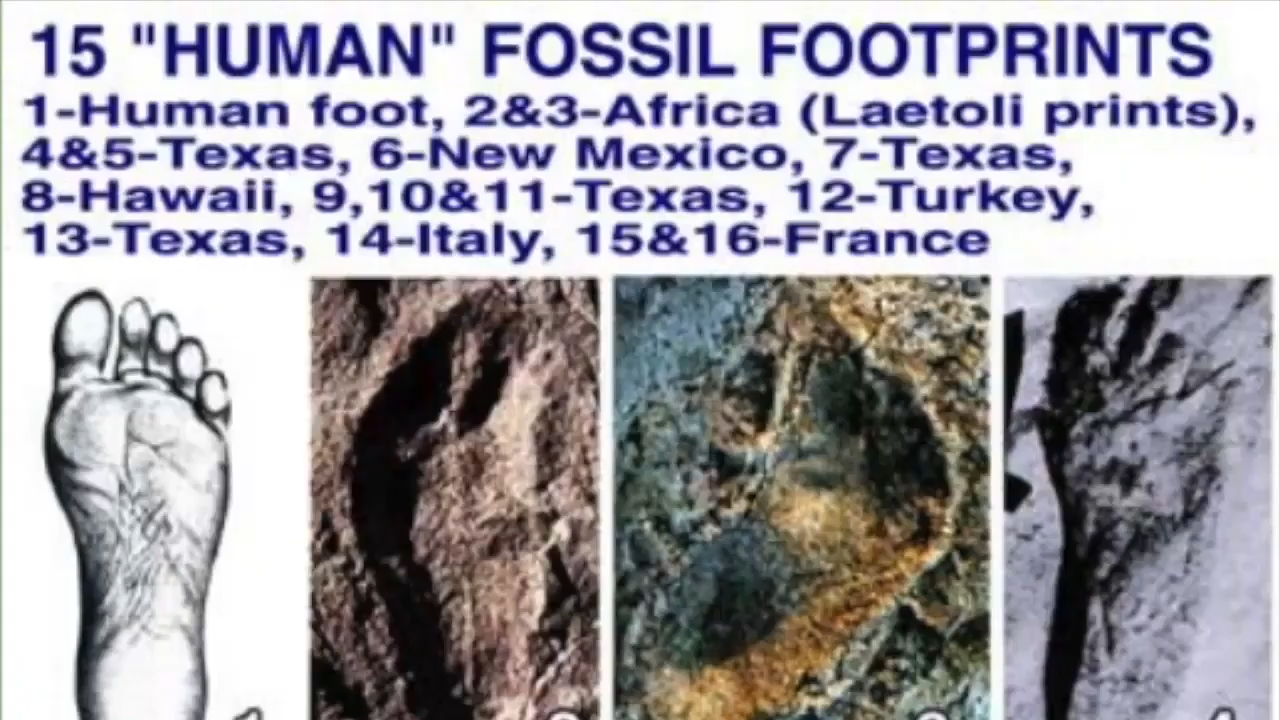 15 "HUMAN" FOSSIL FOOTPRINTS
1-Human foot, 2&3-Africa (Laetoli prints),
4&5-Texas, 6-New Mexico, 7-Texas,
8-Hawaii, 9,10&11-Texas, 12-Turkey,
13-Texas, 14-Italy, 15&16-France